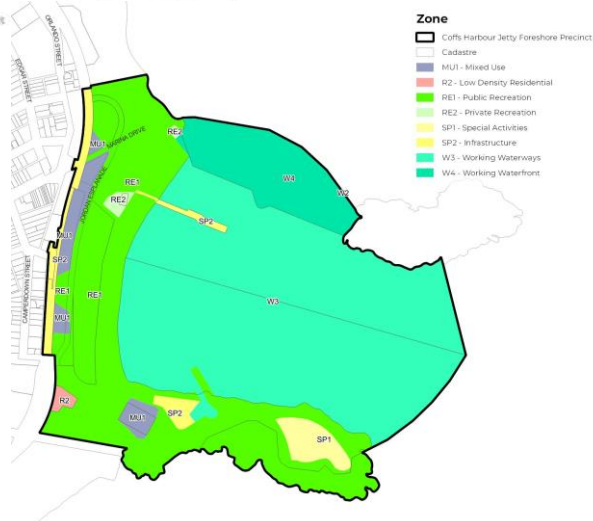 Zone
Coffs Harbour Jetty Foreshore Precinct
Cadastre
MU1 - Mixed Use
R2 - Low Density Residential
RE1 - Public Recreation
RE2 - Private Recreation
SP1 - Special Activities
SP2 - Infrastructure
W3 - Working Waterways
W4 - Working Waterfront
ORLANDO STREET
EDGAR STREET
MARINA DRIVE
JORDAN ESPLANADE
CAMPERDOWN STREET
RE2
MU1
W4
RE1
W2
RE2
SP2
MU1
SP2
RE1
RE1
W3
MU1
R2
MU1
SP2
SP1